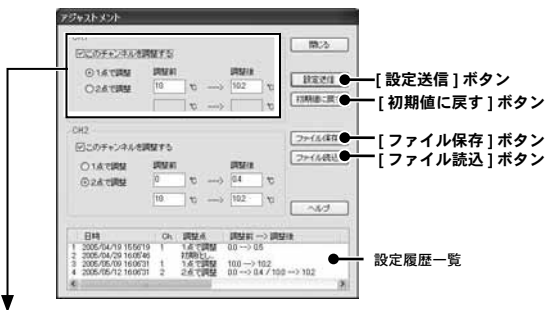 アジャストメント
CH1
このチャンネルを調整する
1点で調整 調整前 調整後
10 ℃ ---> 10.2 ℃
2点で調整
℃ ---> ℃
閉じる
設定送信
[ 設定送信 ] ボタン
初期値に戻す
[ 初期値に戻す ] ボタン
CH2
このチャンネルを調整する
1点で調整 調整前 調整後
2点で調整 0 ℃ ---> 0.4 ℃
10 ℃ ---> 10.2 ℃
ファイル保存
[ ファイル保存 ] ボタン
ファイル読込
[ ファイル読込 ] ボタン
ヘルプ
日時 Ch. 調整点 調整前 --> 調整後
1 2005/04/19 15:56'19 1 1点で調整 0.0 --> 0.5
2 2005/04/29 16:05'46 初期化し..
3 2005/05/09 16:06'31 1 1点で調整 10.0 --> 10.2
4 2005/05/12 16:06'31 2 2点で調整 0.0 --> 0.4 / 10.0 --> 10.2
設定履歴一覧